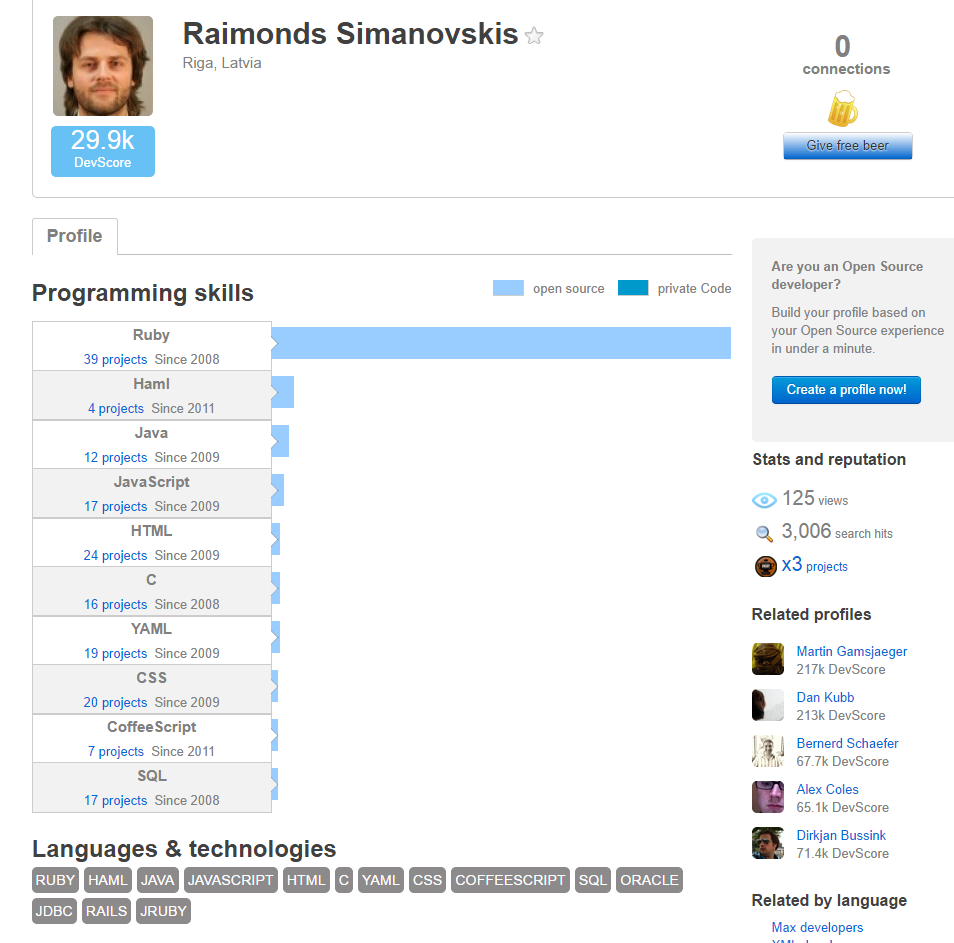 Raimonds Simanovskis
Riga, Latvia
29.9k
DevScore
0
connections
Give free beer
Profile
Programming skills
open source
private Code
Ruby
39 projects Since 2008
Haml
4 projects Since 2011
Java
12 projects Since 2009
JavaScript
17 projects Since 2009
HTML
24 projects Since 2009
C
16 projects Since 2008
YAML
19 projects Since 2009
CSS
20 projects Since 2009
CoffeeScript
7 projects Since 2011
SQL
17 projects Since 2008
Languages & technologies
RUBY HAML JAVA JAVASCRIPT HTML C YAML CSS COFFEESCRIPT SQL ORACLE
JDBC RAILS JRUBY
Are you an Open Source
developer?
Build your profile based on
your Open Source experience
in under a minute.
Create a profile now!
Stats and reputation
125 views
3,006 search hits
x3 projects
Related profiles
Martin Gamsjaeger
217k DevScore
Dan Kubb
213k DevScore
Bernerd Schaefer
67.7k DevScore
Alex Coles
65.1k DevScore
Dirkjan Bussink
71.4k DevScore
Related by language
Max developers